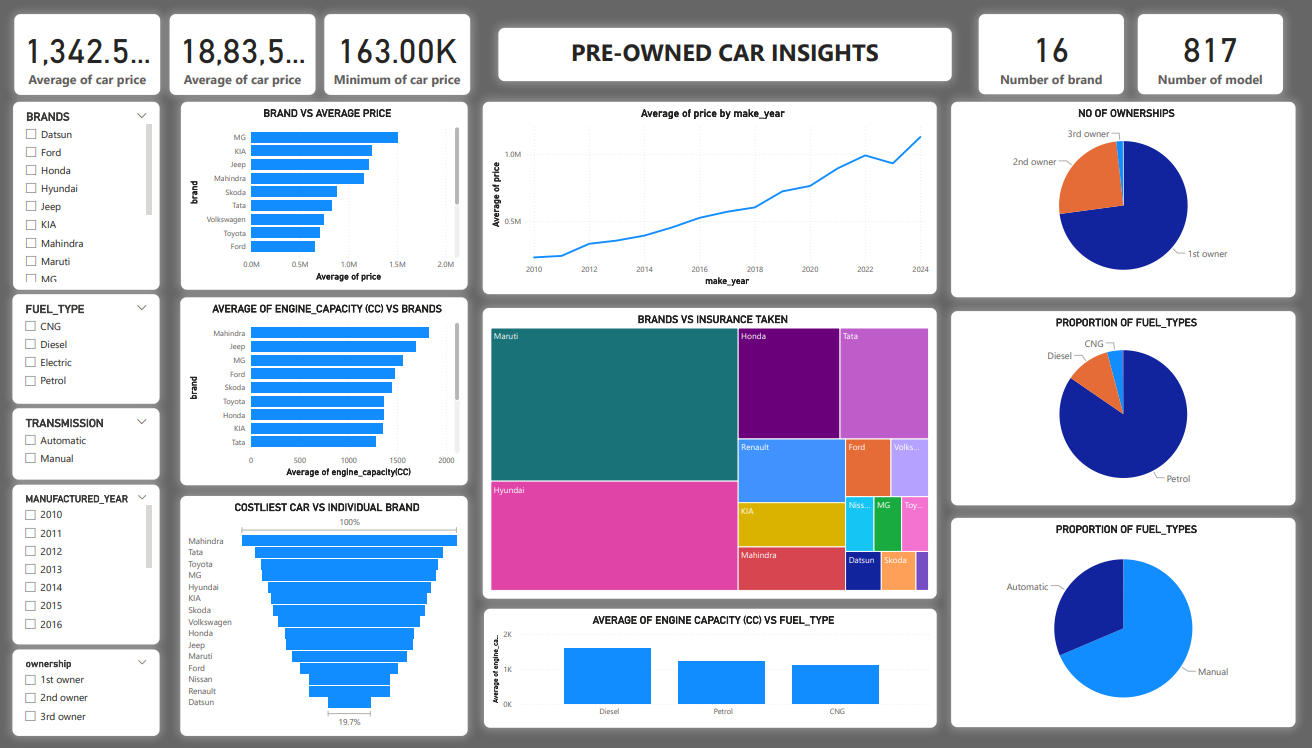 1,342.5...
Average of car price
18,83,5...
Average of car price
163.00K
Minimum of car price
PRE-OWNED CAR INSIGHTS
16
Number of brand
817
Number of model
BRANDS
Datsun
Ford
Honda
Hyundai
Jeep
KIA
Mahindra
Maruti
MG
FUEL_TYPE
CNG
Diesel
Electric
Petrol
TRANSMISSION
Automatic
Manual
MANUFACTURED_YEAR
2010
2011
2012
2013
2014
2015
2016
ownership
1st owner
2nd owner
3rd owner
BRAND VS AVERAGE PRICE
brand
MG
KIA
Jeep
Mahindra
Skoda
Tata
Volkswagen
Toyota
Ford
0.0M 0.5M 1.0M 1.5M 2.0M
Average of price
AVERAGE OF ENGINE_CAPACITY (CC) VS BRANDS
brand
Mahindra
Jeep
MG
Ford
Skoda
Toyota
Honda
KIA
Tata
0 500 1000 1500 2000
Average of engine_capacity(CC)
COSTLIEST CAR VS INDIVIDUAL BRAND
100%
Mahindra
Tata
Toyota
MG
Hyundai
KIA
Skoda
Volkswagen
Honda
Jeep
Maruti
Ford
Nissan
Renault
Datsun
19.7%
Average of price by make_year
Average of price
1.0M
0.5M
2010 2012 2014 2016 2018 2020 2022 2024
make_year
BRANDS VS INSURANCE TAKEN
Maruti
Honda
Tata
Renault
Ford
Volks...
Hyundai
KIA
Niss...
MG
Toy...
Mahindra
Datsun
Skoda
AVERAGE OF ENGINE CAPACITY (CC) VS FUEL_TYPE
Average of engine_ca...
2K
1K
0K
Diesel Petrol CNG
NO OF OWNERSHIPS
3rd owner
2nd owner
1st owner
PROPORTION OF FUEL_TYPES
CNG
Diesel
Petrol
PROPORTION OF FUEL_TYPES
Automatic
Manual